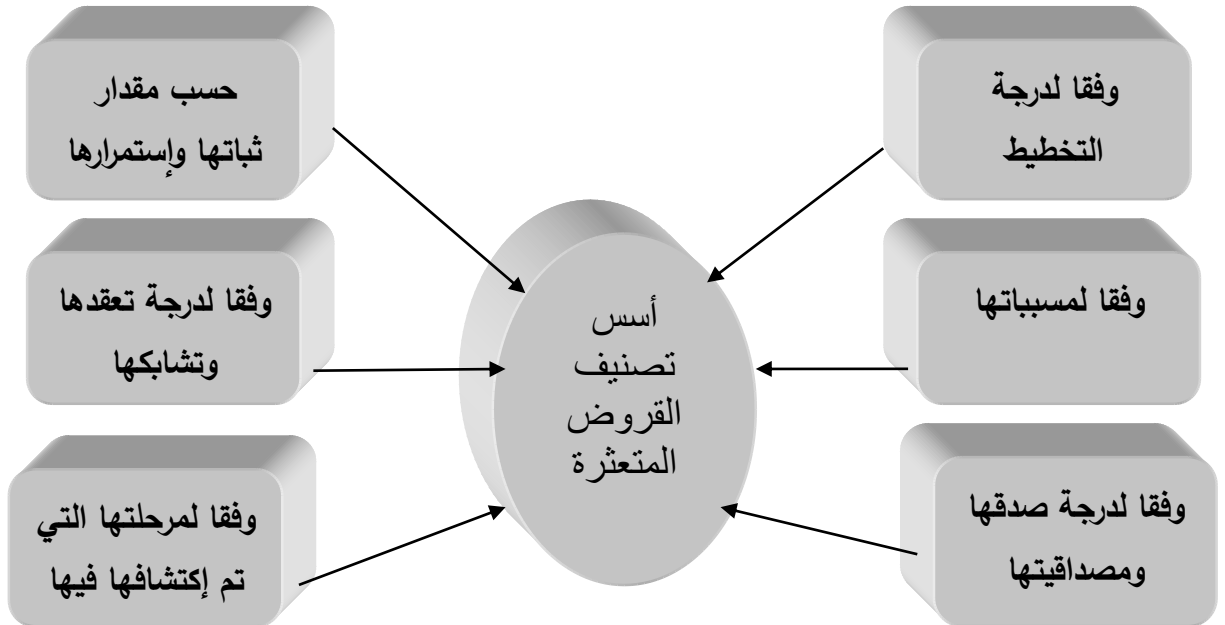 وفقا لدرجة
التخطيط
وفقا لمسبباتها
وفقا لدرجة صدقها
ومصداقيتها
أسس
تصنيف
القروض
المتعثرة
حسب مقدار
ثباتها وإستمرارها
وفقا لدرجة تعقدها
وتشابكها
وفقا لمرحلتها التي
تم إكتشافها فيها